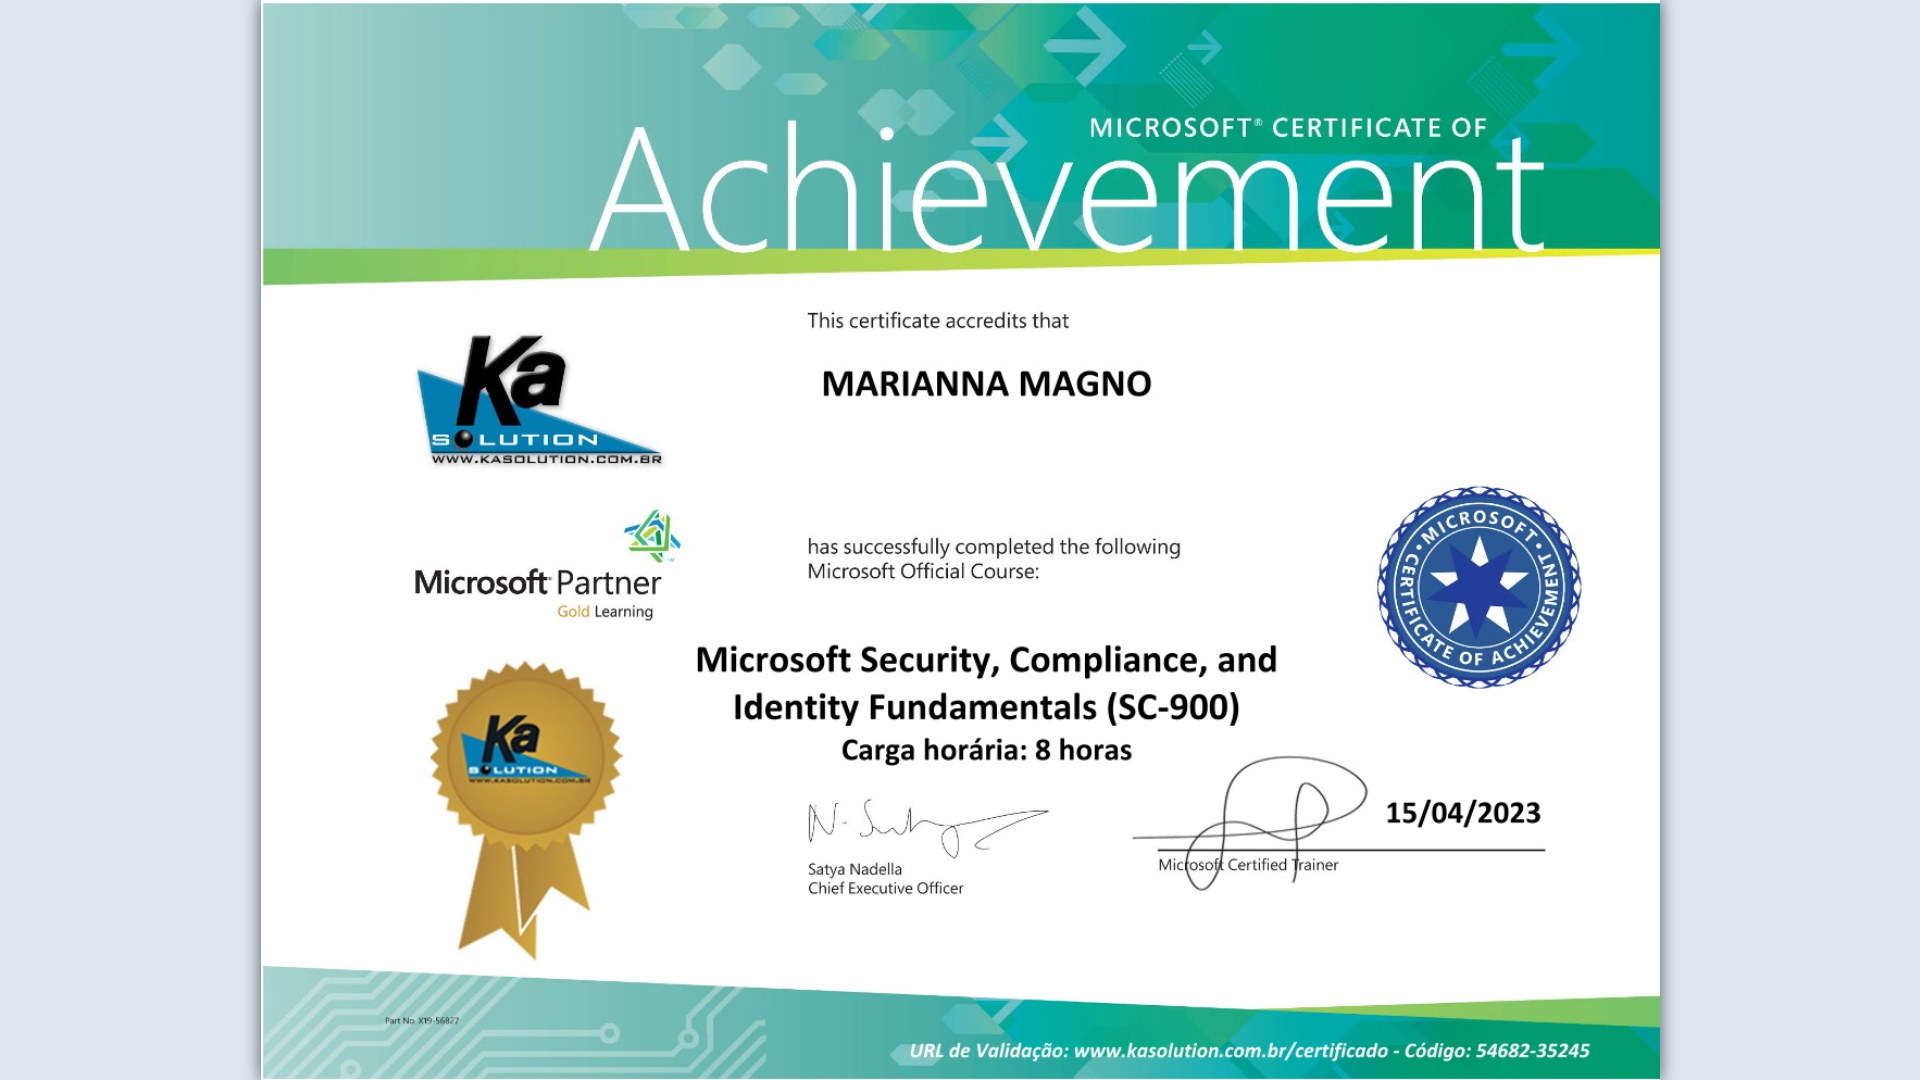 MICROSOFT® CERTIFICATE OF
Achievement
This certificate accredits that
Ka
SOLUTION
WWW.KASOLUTION.COM.BR
MARIANNA MAGNO
Microsoft Partner
Gold Learning
has successfully completed the following
Microsoft Official Course:
MICROSOFT • CERTIFICATE OF ACHIEVEMENT •
Microsoft Security, Compliance, and
Identity Fundamentals (SC-900)
Carga horária: 8 horas
Ka
SOLUTION
WWW.KASOLUTION.COM.BR
15/04/2023
Satya Nadella
Chief Executive Officer
Microsoft Certified Trainer
Part No. X19-56827
URL de Validação: www.kasolution.com.br/certificado - Código: 54682-35245